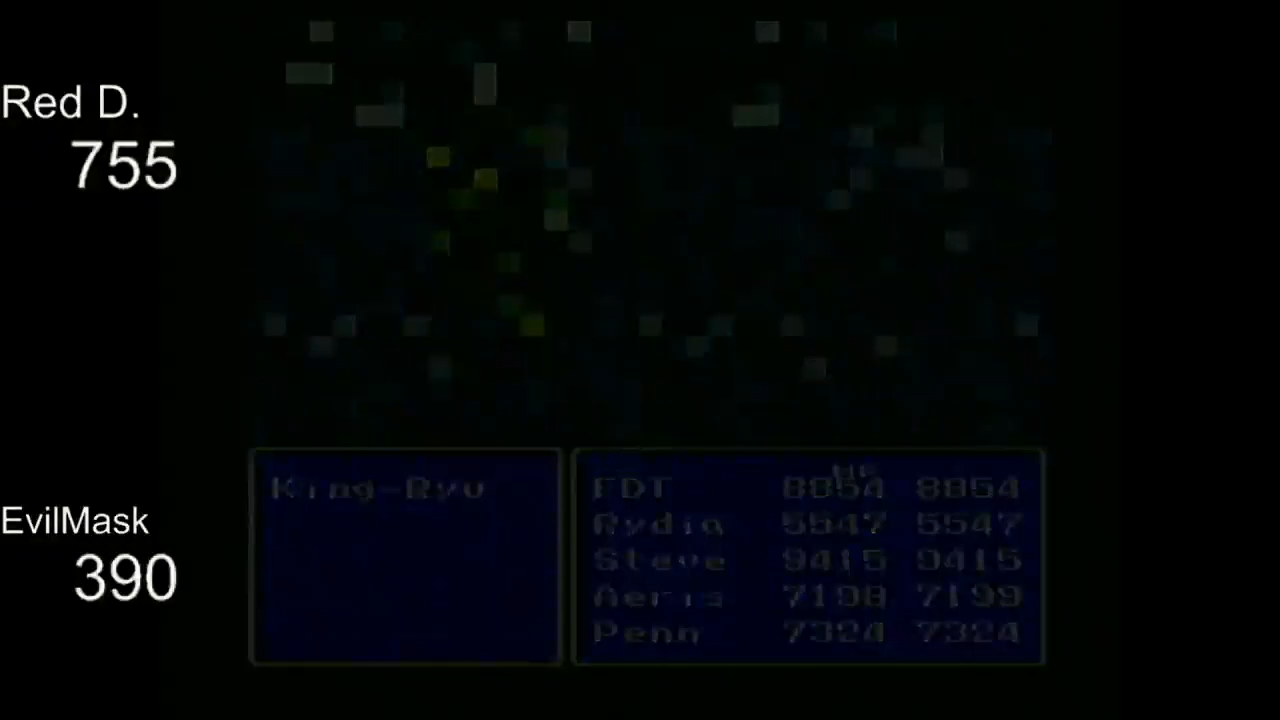 Red D.
755
EvilMask
390
King-Ryu
HP
EDT 8854 8854
Rydia 5547 5547
Steve 9415 9415
Aeris 7198 7199
Penn 7324 7324